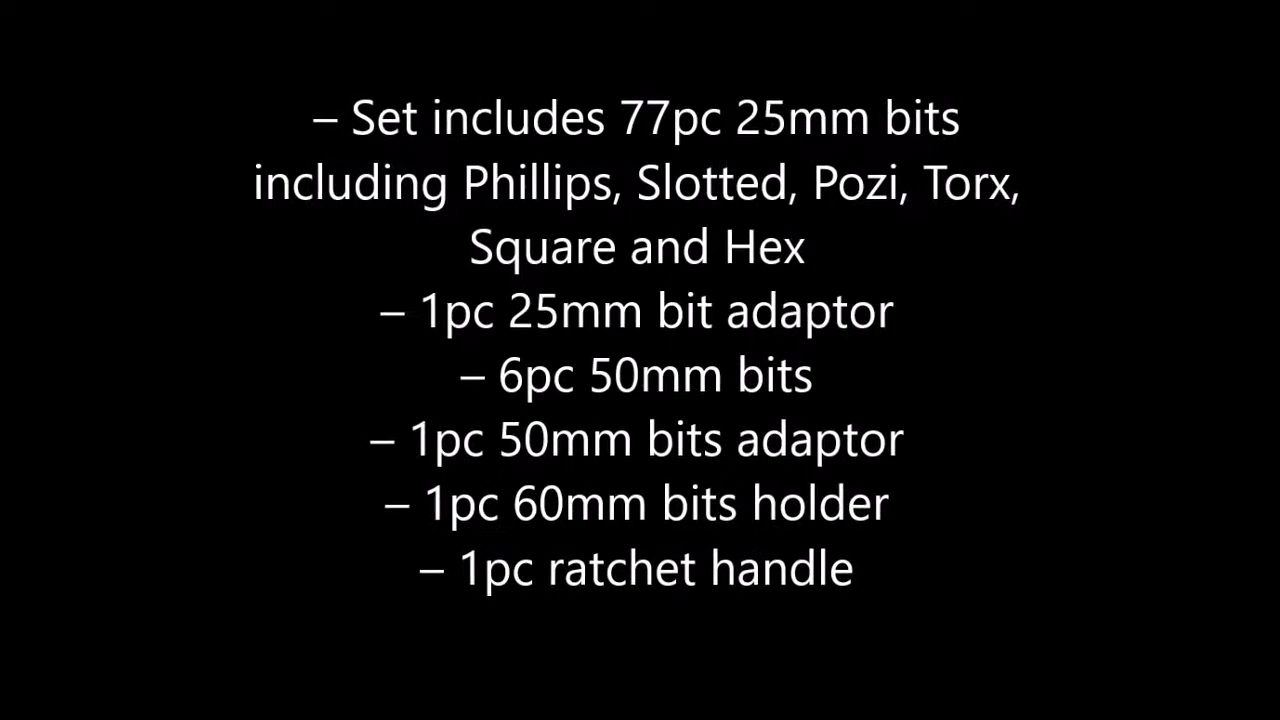 – Set includes 77pc 25mm bits
including Phillips, Slotted, Pozi, Torx,
Square and Hex
– 1pc 25mm bit adaptor
– 6pc 50mm bits
– 1pc 50mm bits adaptor
– 1pc 60mm bits holder
– 1pc ratchet handle